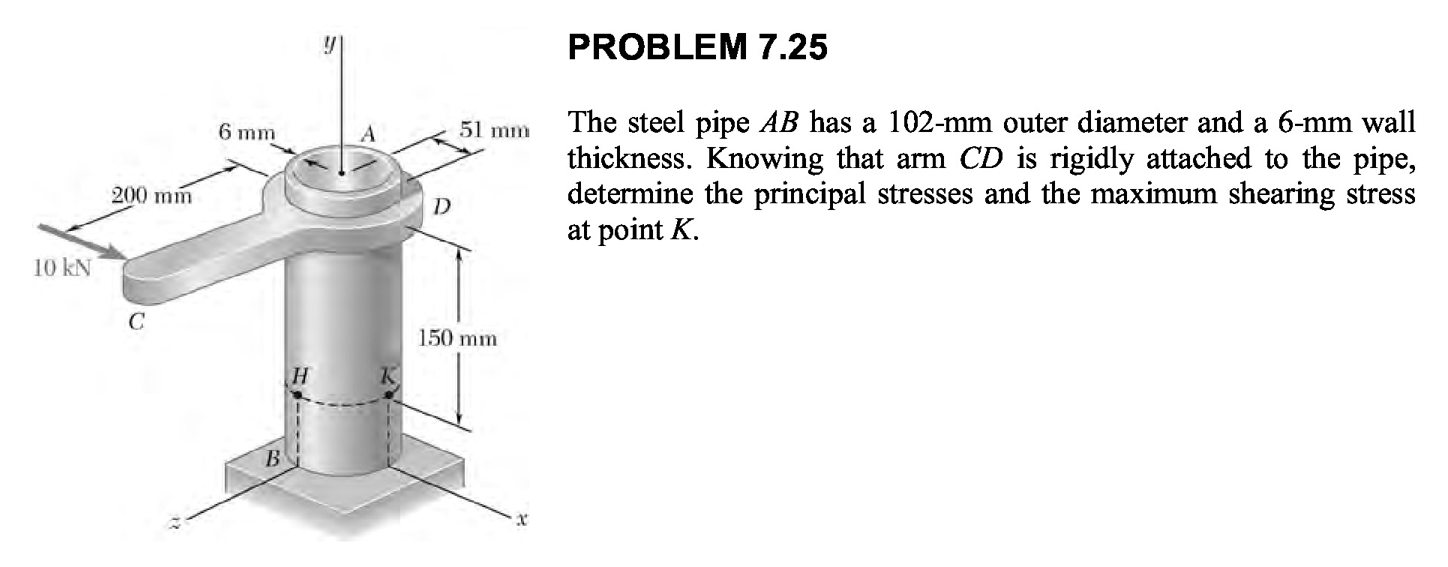 PROBLEM 7.25
The steel pipe AB has a 102-mm outer diameter and a 6-mm wall
thickness. Knowing that arm CD is rigidly attached to the pipe,
determine the principal stresses and the maximum shearing stress
at point K.
y
6 mm
A
51 mm
200 mm
D
10 kN
C
150 mm
H
K
B
z
x